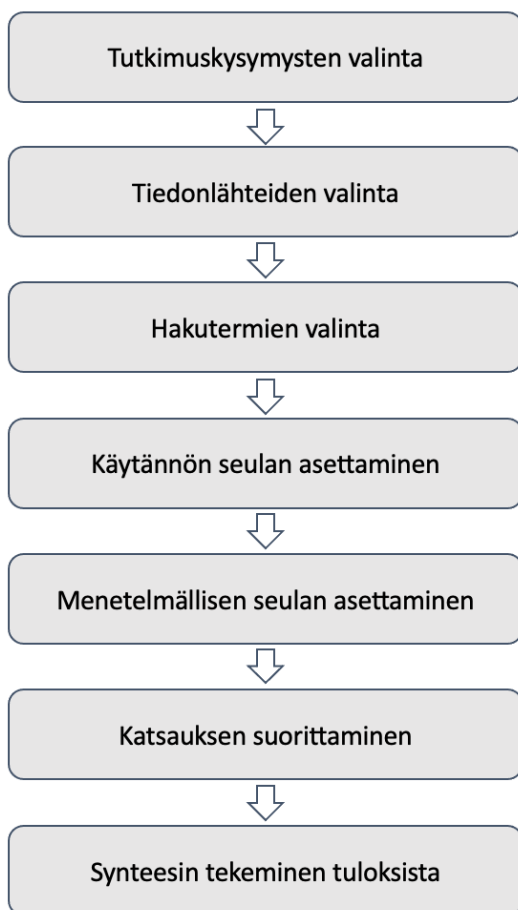 Tutkimuskysymysten valinta
Tiedonlähteiden valinta
Hakutermien valinta
Käytännön seulan asettaminen
Menetelmällisen seulan asettaminen
Katsauksen suorittaminen
Synteesin tekeminen tuloksista